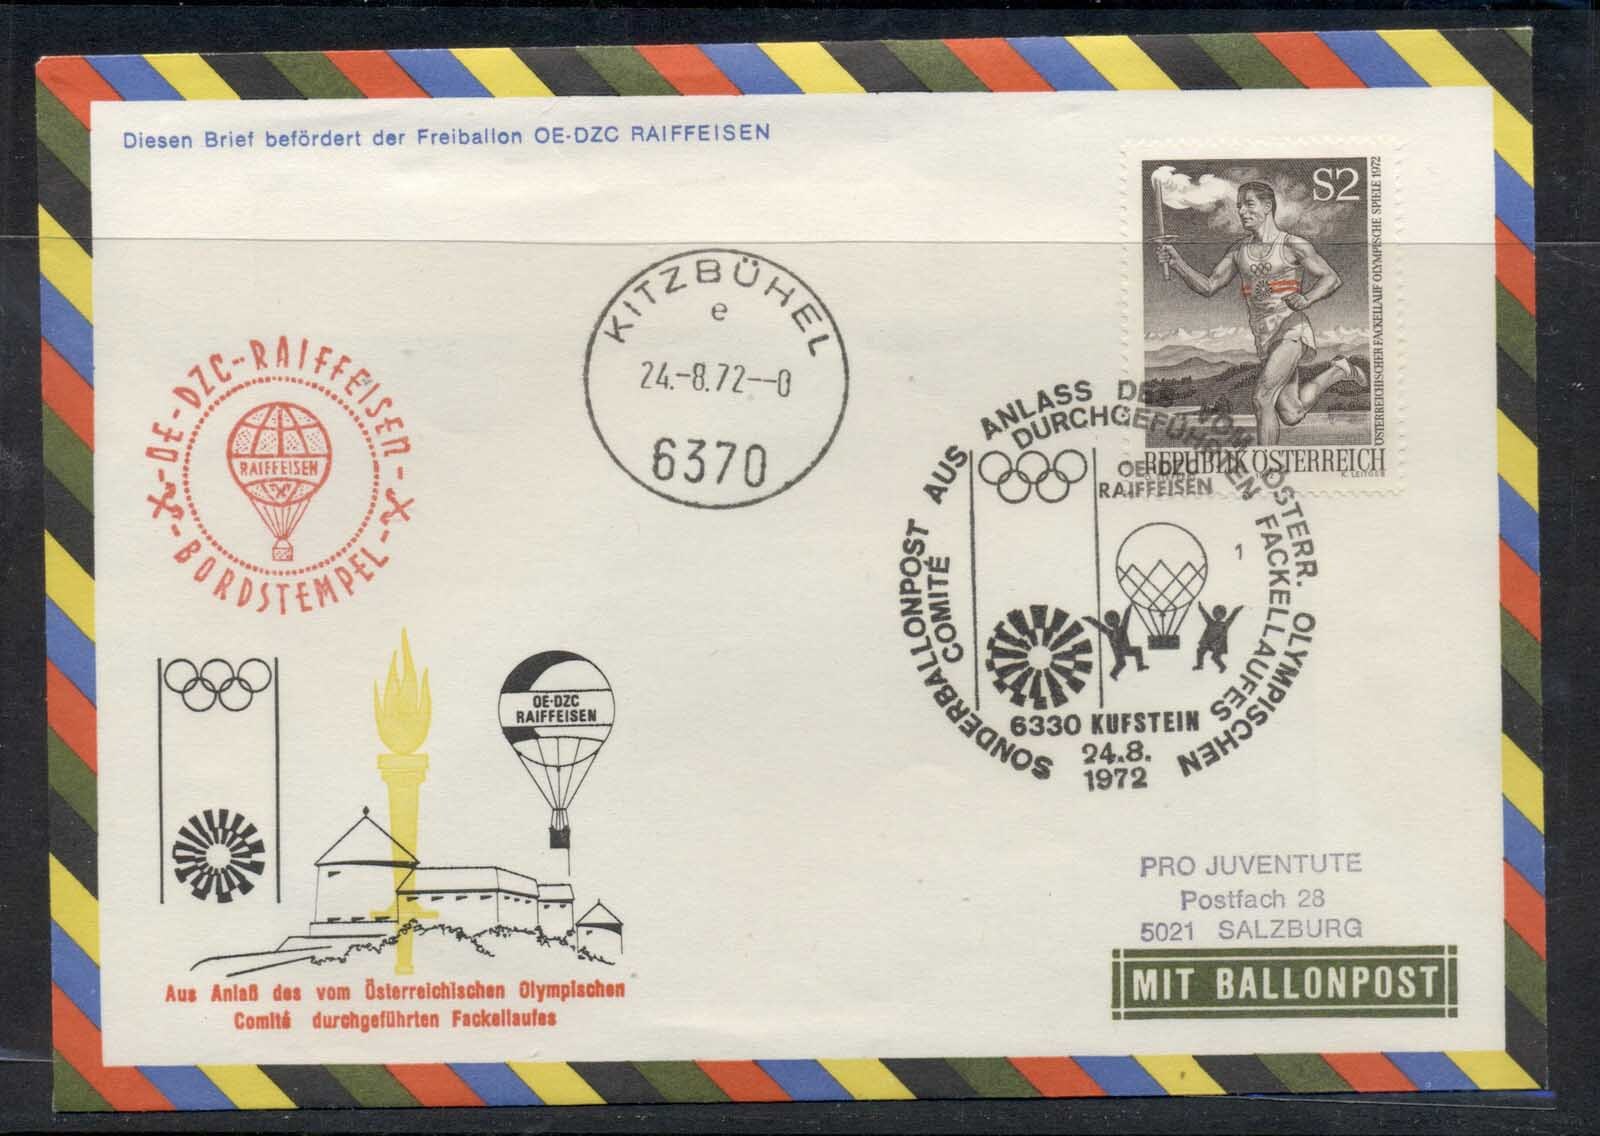 Diesen Brief befördert der Freiballon OE-DZC RAIFFEISEN
S2
ÖSTERREICHISCHER FACKELLAUF OLYMPISCHE SPIELE 1972
REPUBLIK ÖSTERREICH
K. LEITGEB
KITZBÜHEL
e
24.-8.72--0
6370
OE-DZC-RAIFFEISEN
RAIFFEISEN
BORDSTEMPEL
SONDERBALLONPOST AUS ANLASS DES VOM ÖSTERR. OLYMPISCHEN
COMITÉ DURCHGEFÜHRTEN FACKELLAUFES
OE-DZC
RAIFFEISEN
1
6330 KUFSTEIN
24.8.
1972
OE-DZC
RAIFFEISEN
Aus Anlaß des vom Österreichischen Olympischen
Comité durchgeführten Fackellaufes
PRO JUVENTUTE
Postfach 28
5021 SALZBURG
MIT BALLONPOST